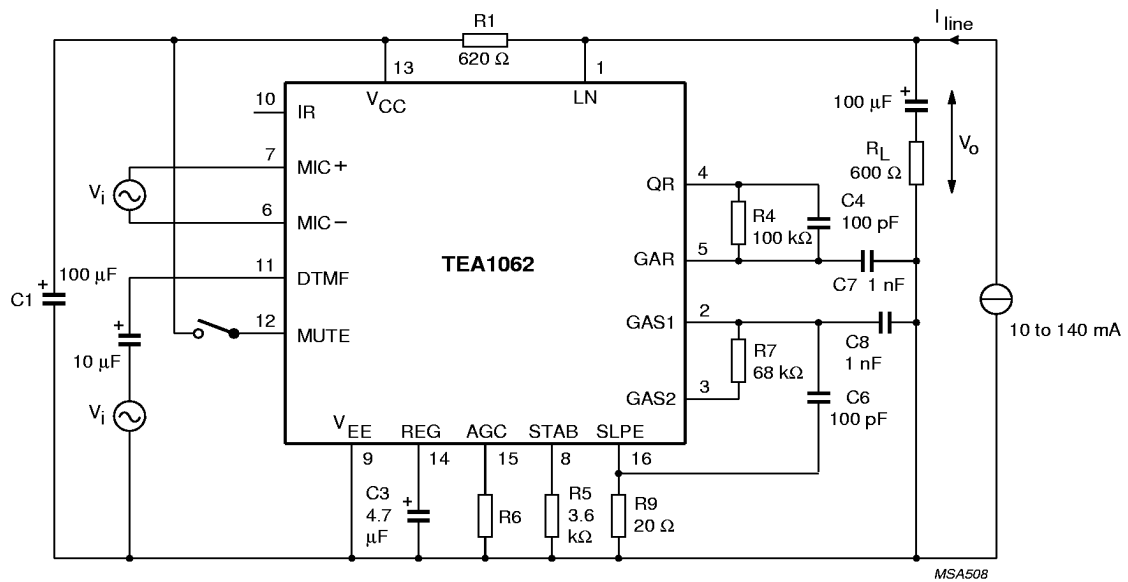 R1
I line
620 Ω
13
1
VCC
LN
10
IR
7
MIC+
Vi
6
MIC−
11
DTMF
12
MUTE
TEA1062
C1
+
100 μF
+
10 μF
Vi
QR
4
R4
100 kΩ
C4
100 pF
GAR
5
C7
1 nF
GAS1
2
R7
68 kΩ
C8
1 nF
GAS2
3
C6
100 pF
100 μF
+
RL
600 Ω
Vo
10 to 140 mA
VEE
REG
AGC
STAB
SLPE
9
14
15
8
16
C3
4.7
μF
+
R6
R5
3.6
kΩ
R9
20 Ω
MSA508